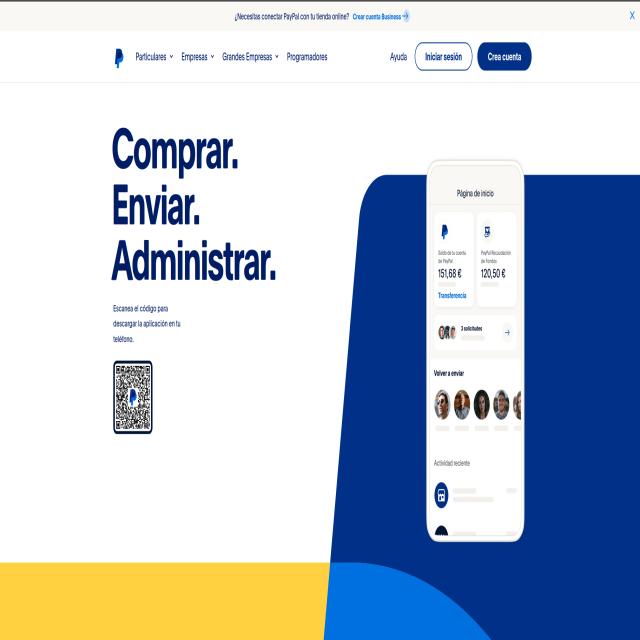 ¿Necesitas conectar PayPal con tu tienda online? Crear cuenta Business
X
Particulares
Empresas
Grandes Empresas
Programadores
Ayuda
Iniciar sesión
Crea cuenta
Comprar.
Enviar.
Administrar.
Escanea el código para
descargar la aplicación en tu
teléfono.
Página de inicio
Saldo de tu cuenta
de PayPal
151,68 €
Transferencia
PayPal Recaudación
de Fondos
120,50 €
3 solicitudes
Volver a enviar
Actividad reciente